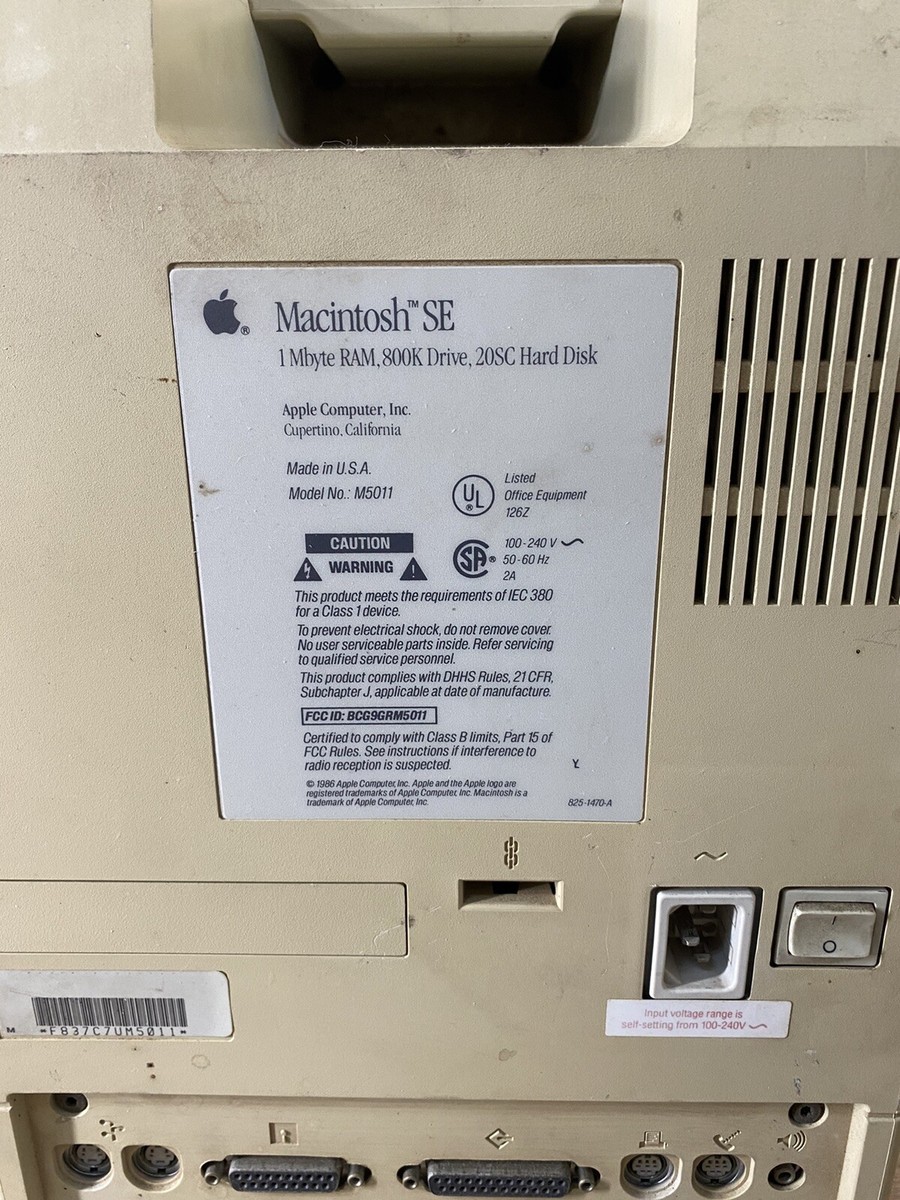 Macintosh™ SE
1 Mbyte RAM, 800K Drive, 20SC Hard Disk
Apple Computer, Inc.
Cupertino, California
Made in U.S.A.
Model No.: M5011
UL®
Listed
Office Equipment
126Z
CAUTION
WARNING
SA®
100-240 V ~
50-60 Hz
2A
This product meets the requirements of IEC 380
for a Class 1 device.
To prevent electrical shock, do not remove cover.
No user serviceable parts inside. Refer servicing
to qualified service personnel.
This product complies with DHHS Rules, 21 CFR,
Subchapter J, applicable at date of manufacture.
FCC ID: BCG9GRM5011
Certified to comply with Class B limits, Part 15 of
FCC Rules. See instructions if interference to
radio reception is suspected.
Y
© 1986 Apple Computer, Inc. Apple and the Apple logo are
registered trademarks of Apple Computer, Inc. Macintosh is a
trademark of Apple Computer, Inc.
825-1470-A
M *F837C7UM5011*
Input voltage range is
self-setting from 100-240V ~